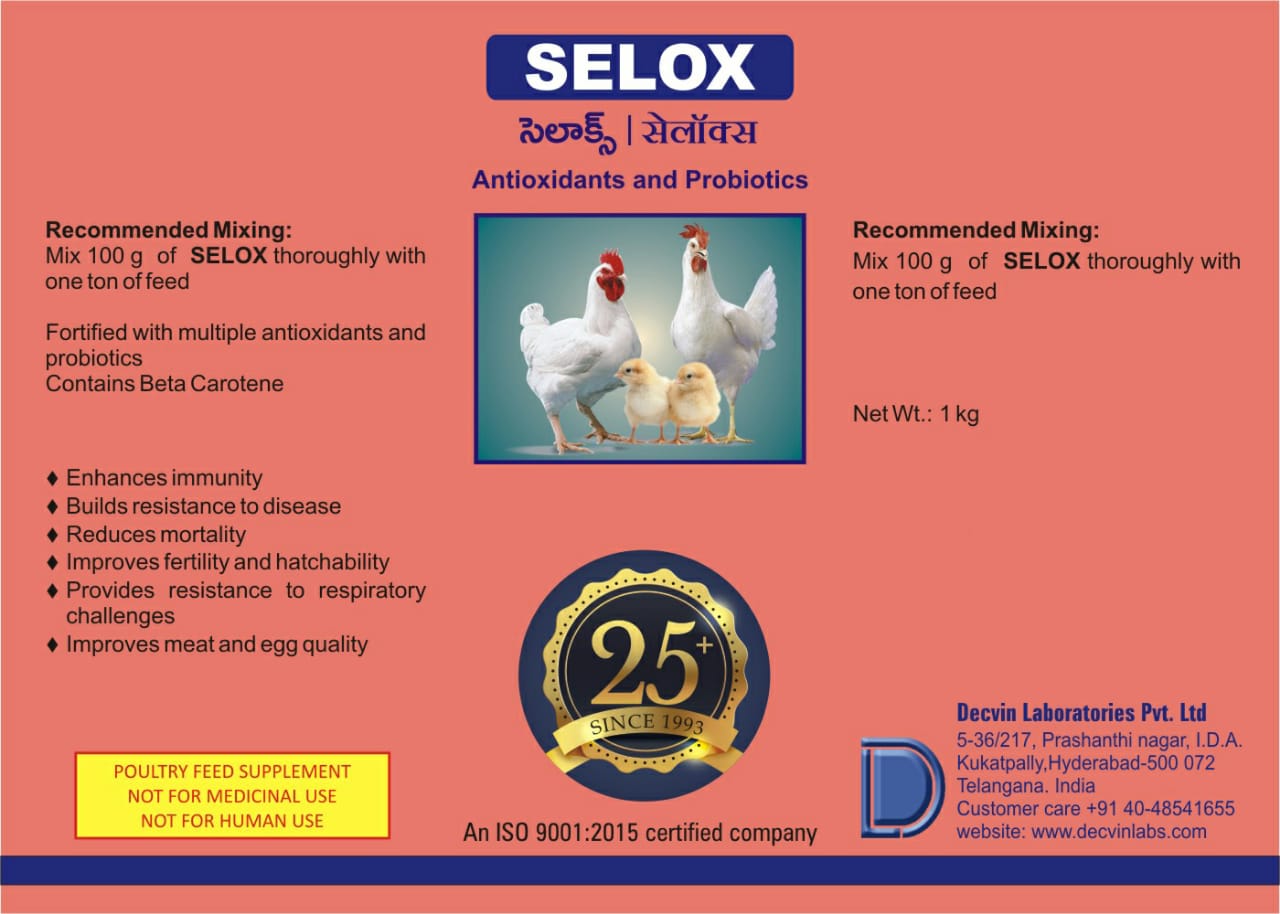 SELOX
సెలాక్స్ | सेलॉक्स
Antioxidants and Probiotics
Recommended Mixing:
Mix 100 g of SELOX thoroughly with
one ton of feed
Fortified with multiple antioxidants and
probiotics
Contains Beta Carotene
♦ Enhances immunity
♦ Builds resistance to disease
♦ Reduces mortality
♦ Improves fertility and hatchability
♦ Provides resistance to respiratory
challenges
♦ Improves meat and egg quality
POULTRY FEED SUPPLEMENT
NOT FOR MEDICINAL USE
NOT FOR HUMAN USE
25+
SINCE 1993
An ISO 9001:2015 certified company
Recommended Mixing:
Mix 100 g of SELOX thoroughly with
one ton of feed
Net Wt.: 1 kg
Decvin Laboratories Pvt. Ltd
5-36/217, Prashanthi nagar, I.D.A.
Kukatpally,Hyderabad-500 072
Telangana. India
Customer care +91 40-48541655
website: www.decvinlabs.com